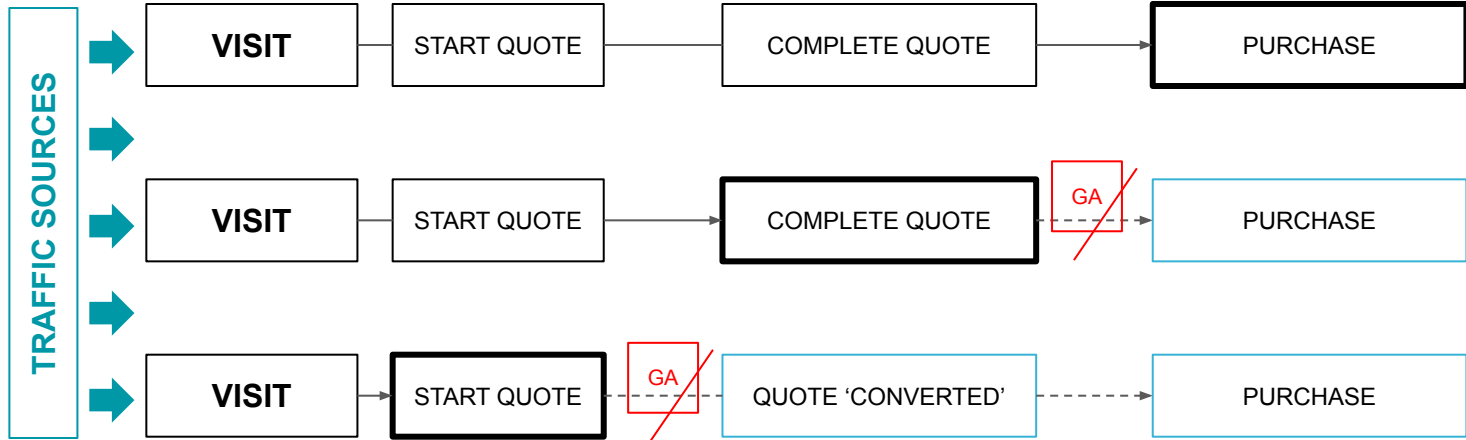 TRAFFIC SOURCES
VISIT
START QUOTE
COMPLETE QUOTE
PURCHASE
VISIT
START QUOTE
COMPLETE QUOTE
GA
PURCHASE
VISIT
START QUOTE
GA
QUOTE ‘CONVERTED’
PURCHASE